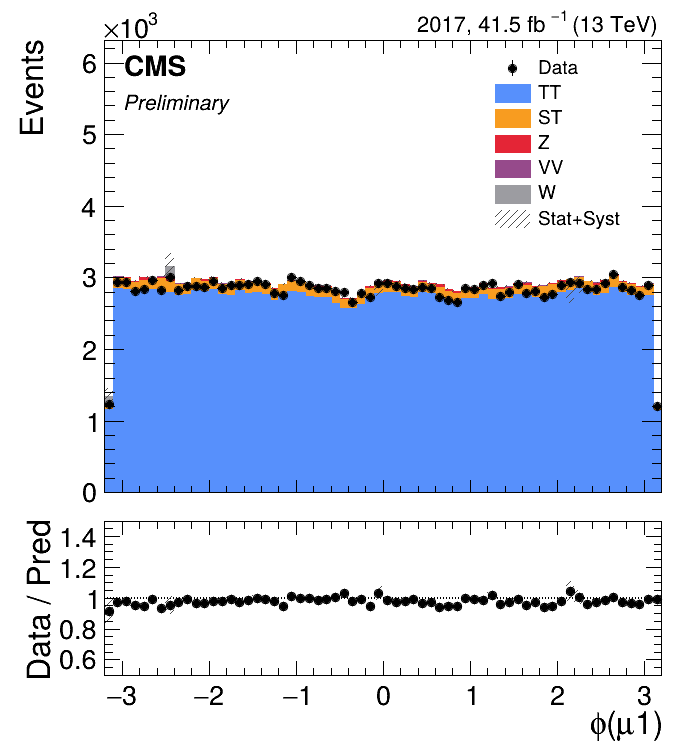 ×10³
2017, 41.5 fb⁻¹ (13 TeV)
CMS
Preliminary
Data
TT
ST
Z
VV
W
Stat+Syst
Events
6
5
4
3
2
1
0
Data / Pred
1.4
1.2
1
0.8
0.6
−3 −2 −1 0 1 2 3
ϕ(μ1)